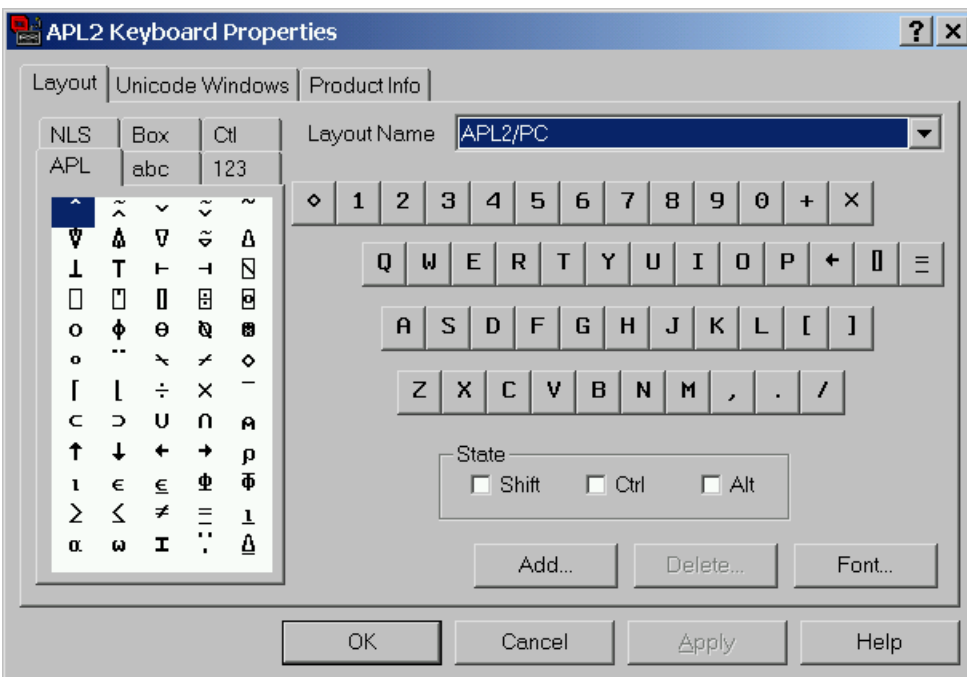 APL2 Keyboard Properties
Layout Unicode Windows Product Info
NLS Box Ctl
APL abc 123
Layout Name APL2/PC
^ ⍲ ∨ ⍱ ~
⍒ ⍋ ∇ ⍫ ∆
⊥ ⊤ ⊢ ⊣ ⍂
⎕ ⍞ ⌷ ⌹ ⌻
○ ⌽ ⊖ ⍉
∘ ¨ ⍀ ⌿ ⋄
⌈ ⌊ ÷ × ¯
⊂ ⊃ ∪ ∩ ⍝
↑ ↓ ← → ⍴
⍳ ∊ ⍷ ⍎ ⍕
≥ ≤ ≠ ≡ ⍸
⍺ ⍵ ⌶ ⍙
⋄ 1 2 3 4 5 6 7 8 9 0 + ×
Q W E R T Y U I O P ← ⌷ ≡
A S D F G H J K L [ ]
Z X C V B N M , . /
State
Shift Ctrl Alt
Add... Delete... Font...
OK Cancel Apply Help